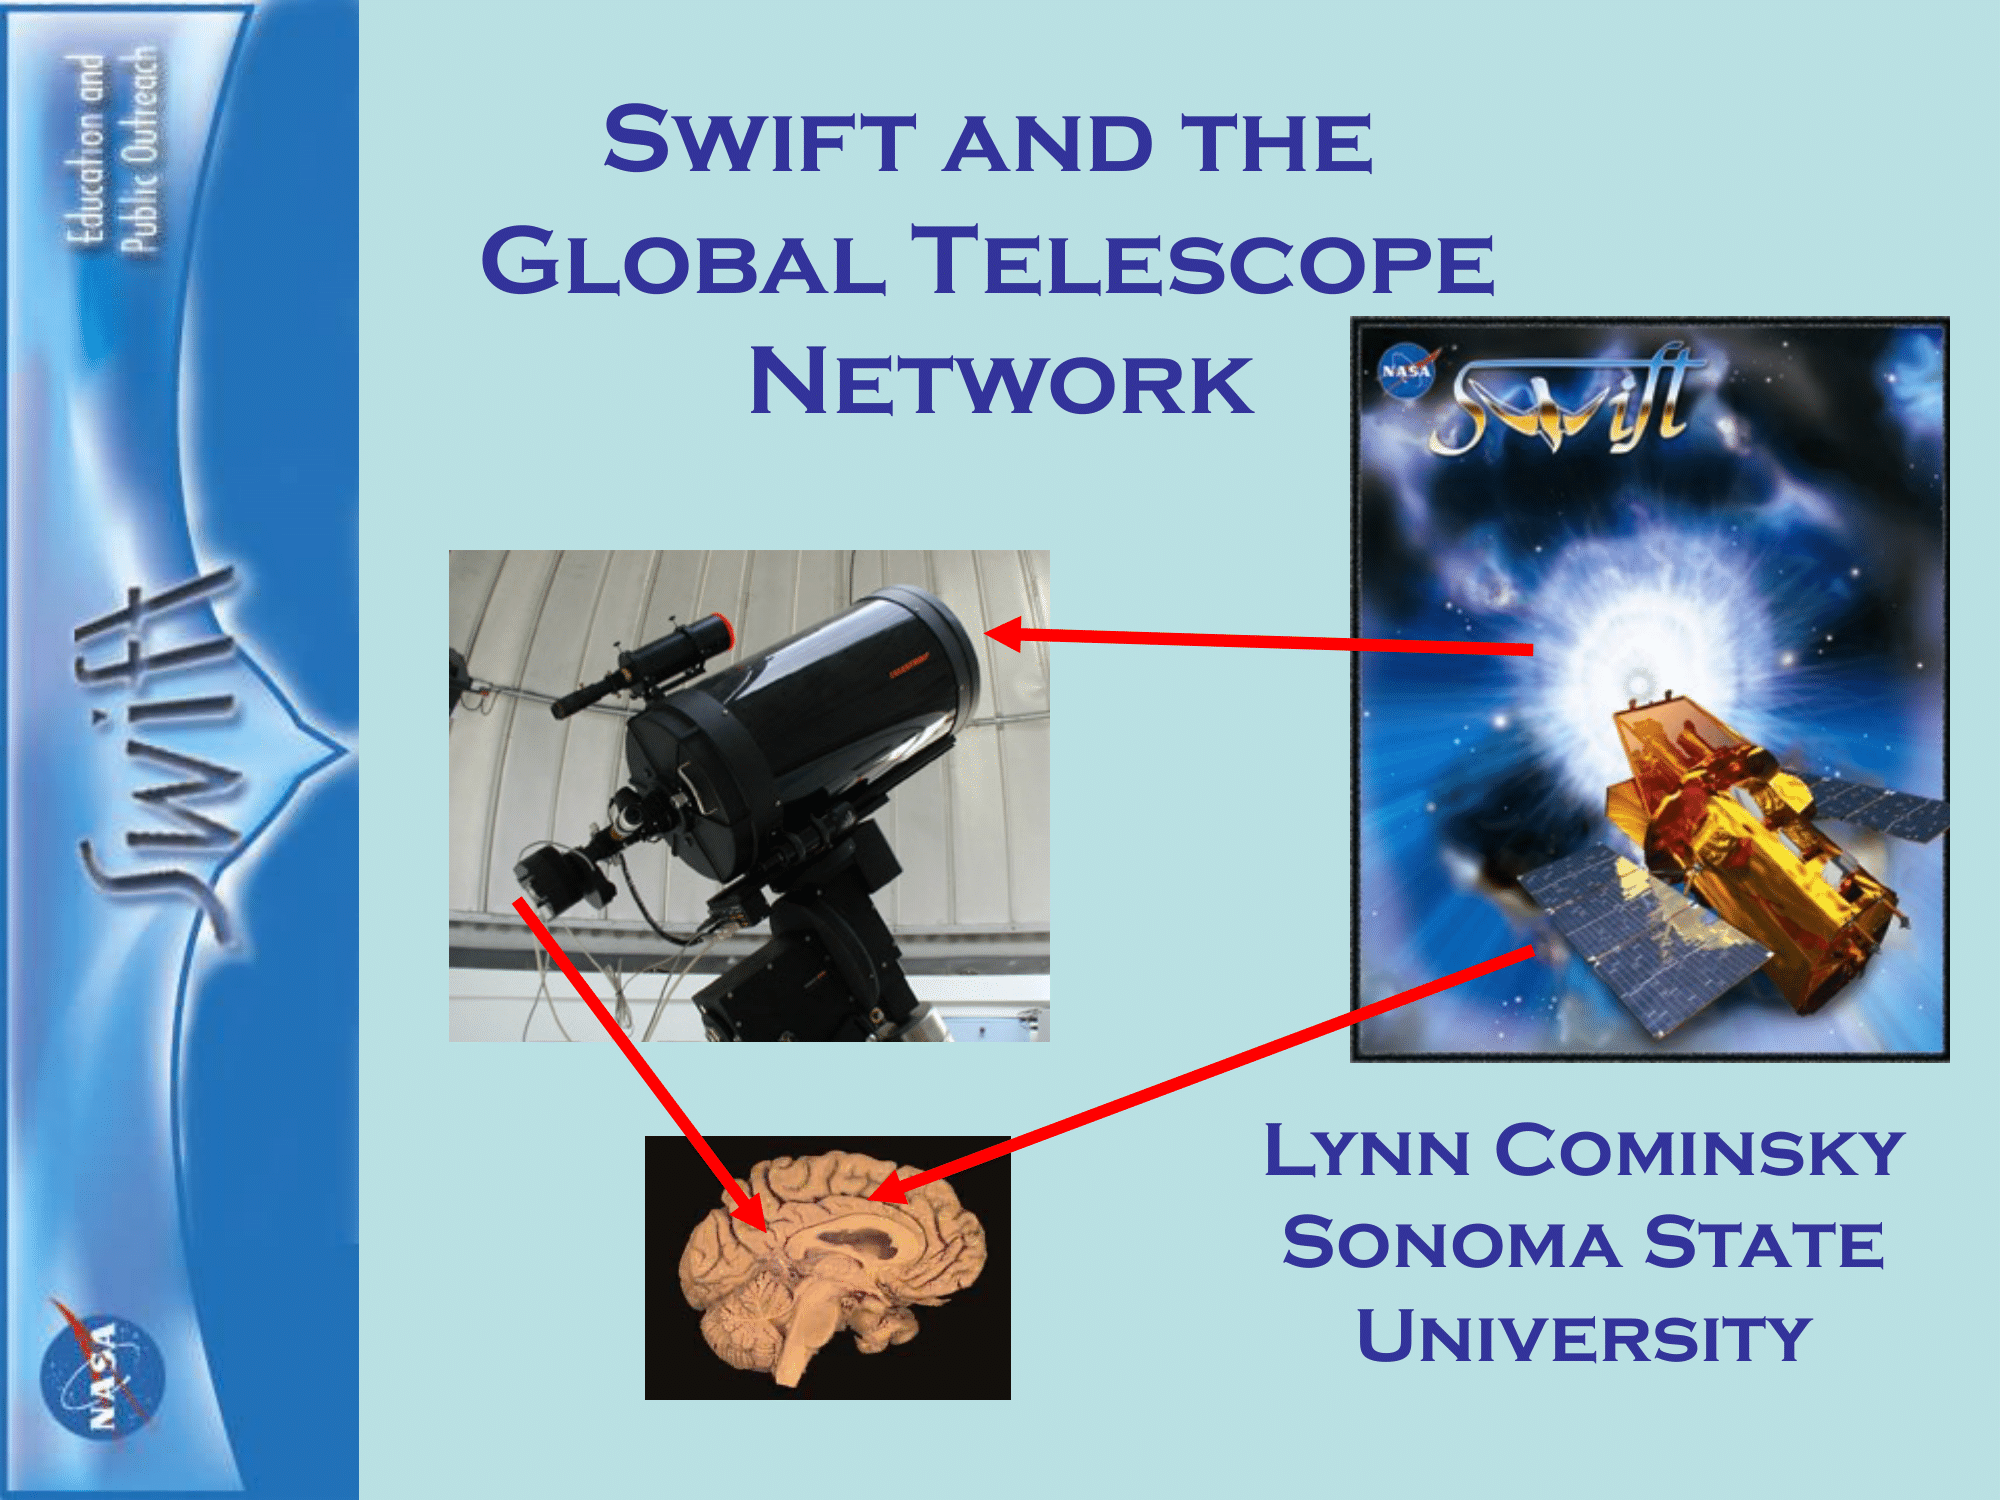 Education and
Public Outreach
Swift
NASA
Swift and the
Global Telescope
Network
NASA
Swift
CELESTRON
Lynn Cominsky
Sonoma State
University